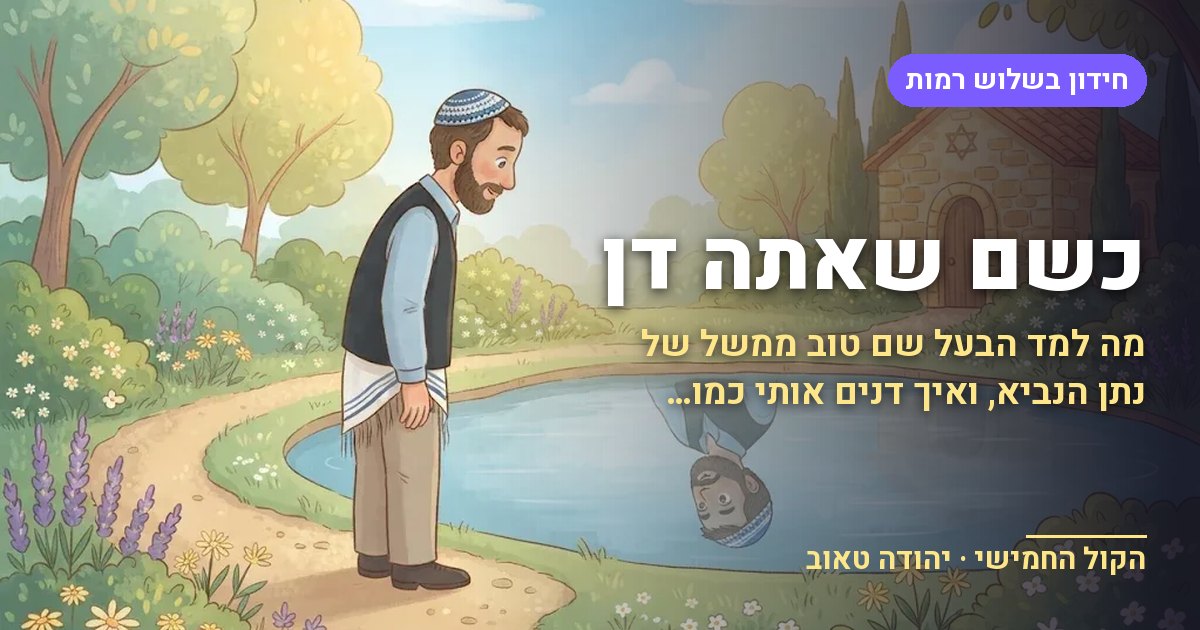 חידון בשלוש רמות
כשם שאתה דן
מה למד הבעל שם טוב ממשל של
נתן הנביא, ואיך דנים אותי כמו...
הקול החמישי · יהודה טאוב